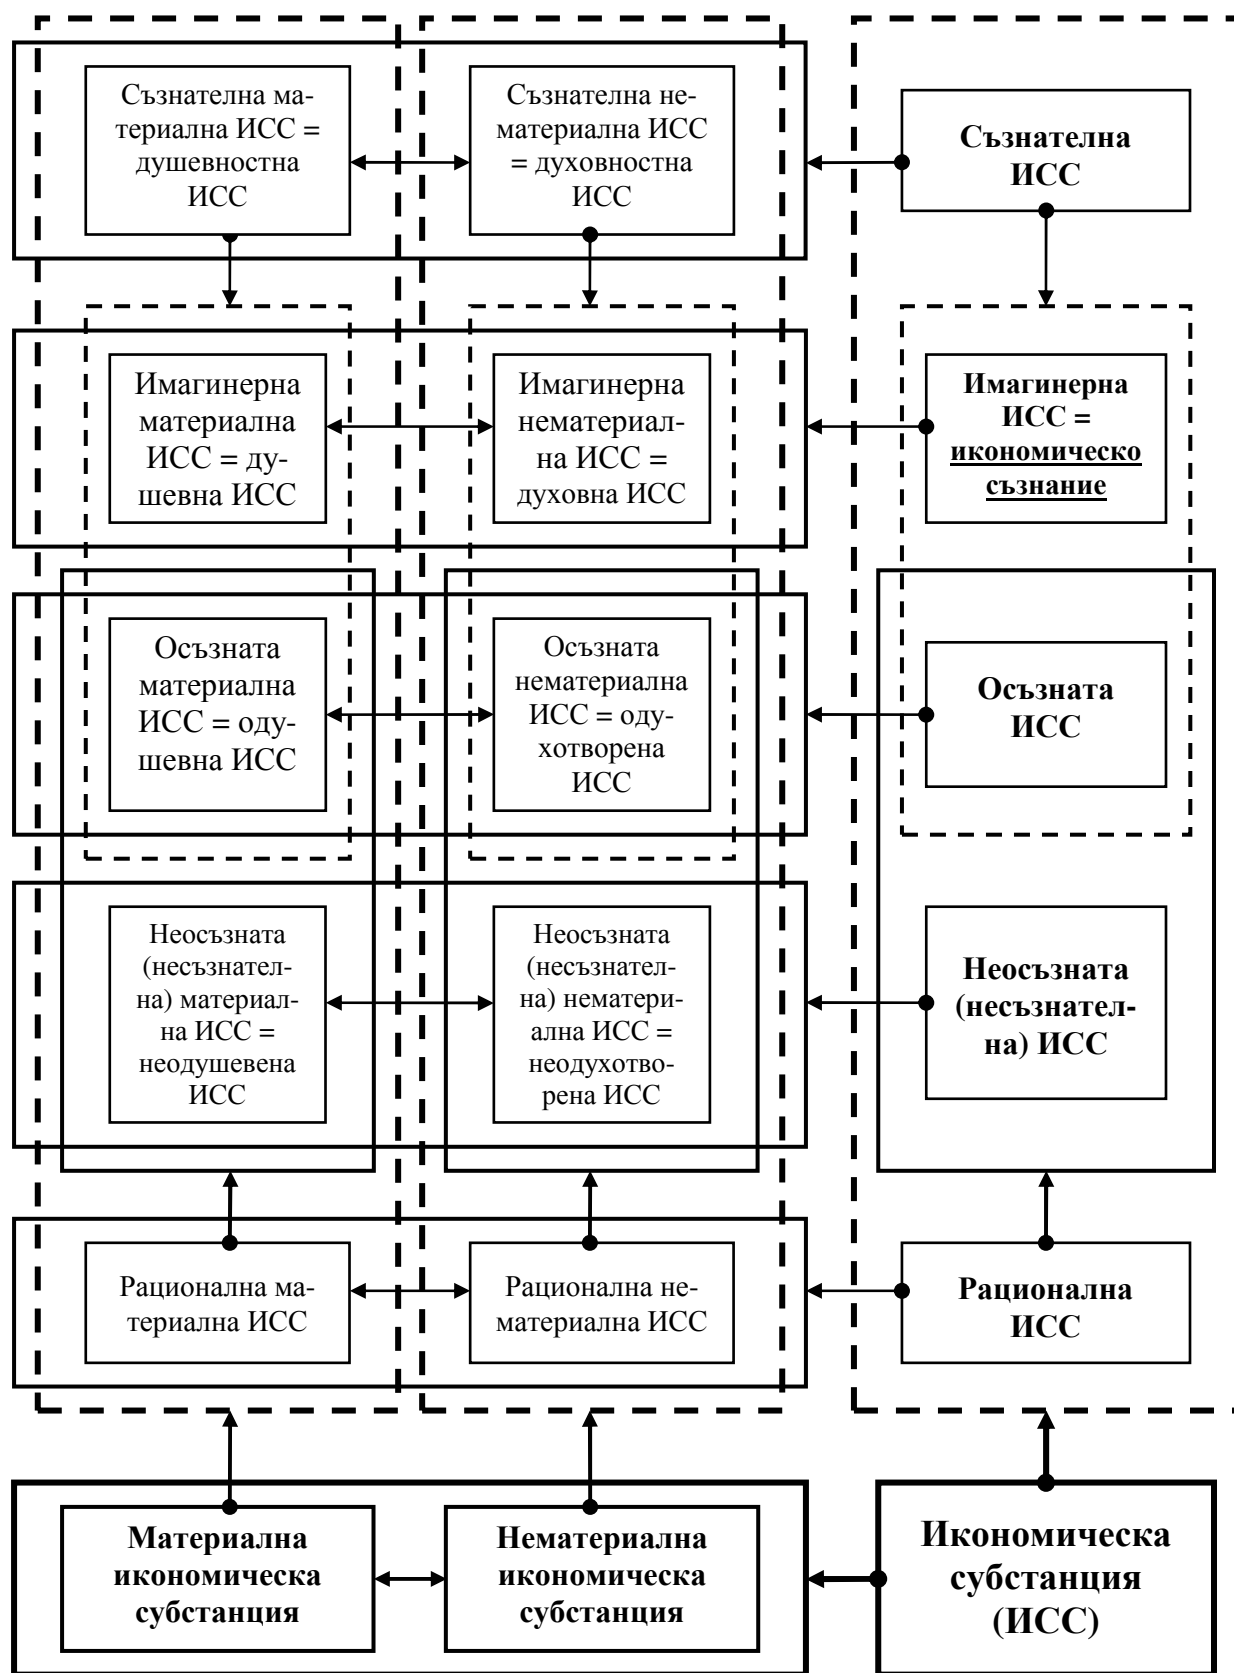 Съзнателна ма-
териална ИСС =
душевностна
ИСС
Съзнателна не-
материална ИСС
= духовностна
ИСС
Съзнателна
ИСС
Имагинерна
материална
ИСС = ду-
шевна ИСС
Имагинерна
нематериал-
на ИСС =
духовна ИСС
Имагинерна
ИСС =
икономическо
съзнание
Осъзната
материална
ИСС = оду-
шевна ИСС
Осъзната
нематериална
ИСС = оду-
хотворена
ИСС
Осъзната
ИСС
Неосъзната
(несъзнател-
на) материал-
на ИСС =
неодушевена
ИСС
Неосъзната
(несъзнател-
на) нематери-
ална ИСС =
неодухотво-
рена ИСС
Неосъзната
(несъзнател-
на) ИСС
Рационална ма-
териална ИСС
Рационална не-
материална ИСС
Рационална
ИСС
Материална
икономическа
субстанция
Нематериална
икономическа
субстанция
Икономическа
субстанция
(ИСС)